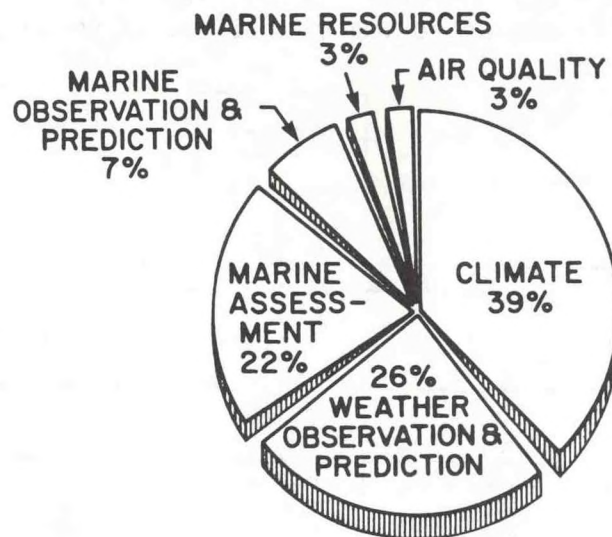 MARINE RESOURCES
3%
AIR QUALITY
3%
MARINE
OBSERVATION &
PREDICTION
7%
MARINE
ASSESS-
MENT
22%
CLIMATE
39%
26%
WEATHER
OBSERVATION &
PREDICTION